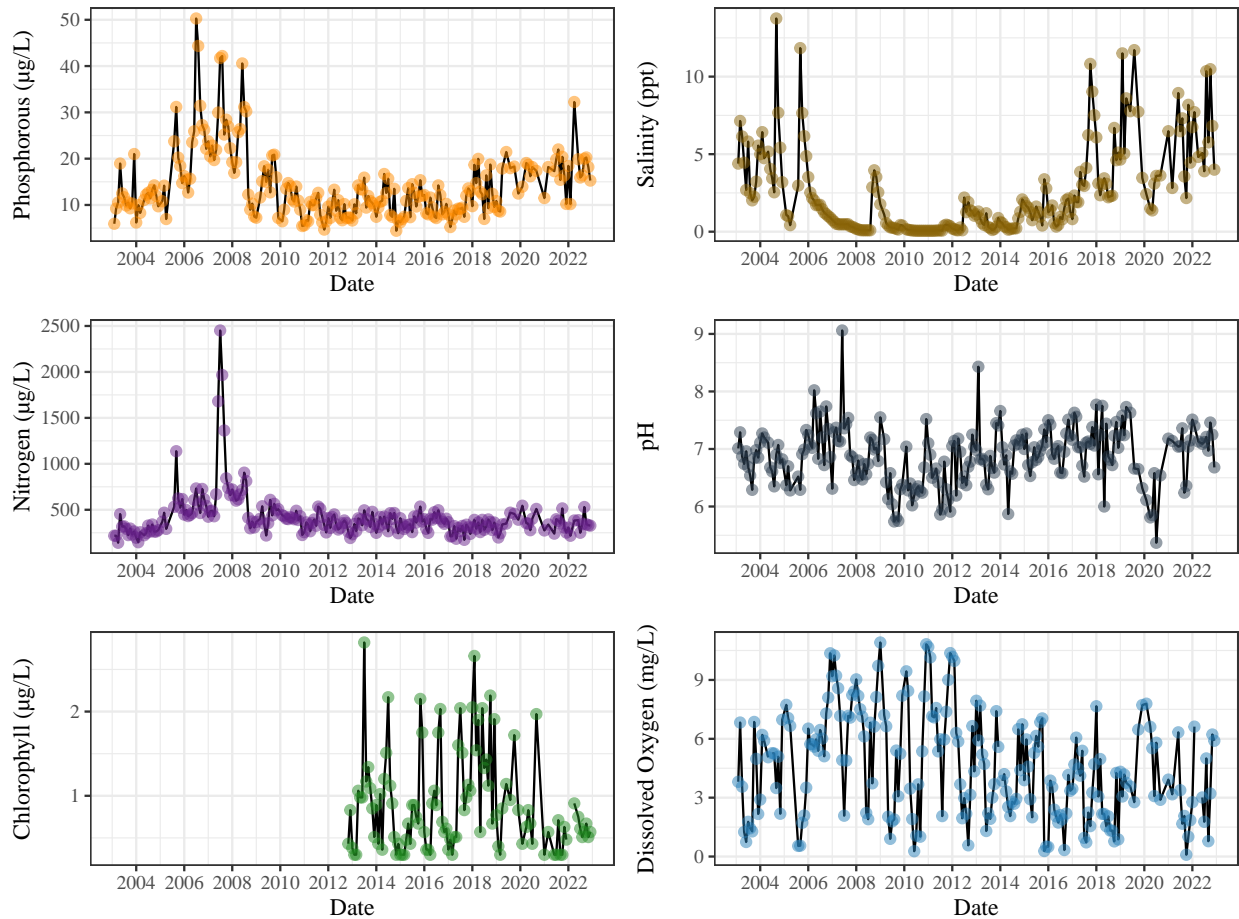 Phosphorous (µg/L)
50
40
30
20
10
2004 2006 2008 2010 2012 2014 2016 2018 2020 2022
Date
Salinity (ppt)
10
5
0
2004 2006 2008 2010 2012 2014 2016 2018 2020 2022
Date
Nitrogen (µg/L)
2500
2000
1500
1000
500
2004 2006 2008 2010 2012 2014 2016 2018 2020 2022
Date
pH
9
8
7
6
2004 2006 2008 2010 2012 2014 2016 2018 2020 2022
Date
Chlorophyll (µg/L)
2
1
2004 2006 2008 2010 2012 2014 2016 2018 2020 2022
Date
Dissolved Oxygen (mg/L)
9
6
3
0
2004 2006 2008 2010 2012 2014 2016 2018 2020 2022
Date